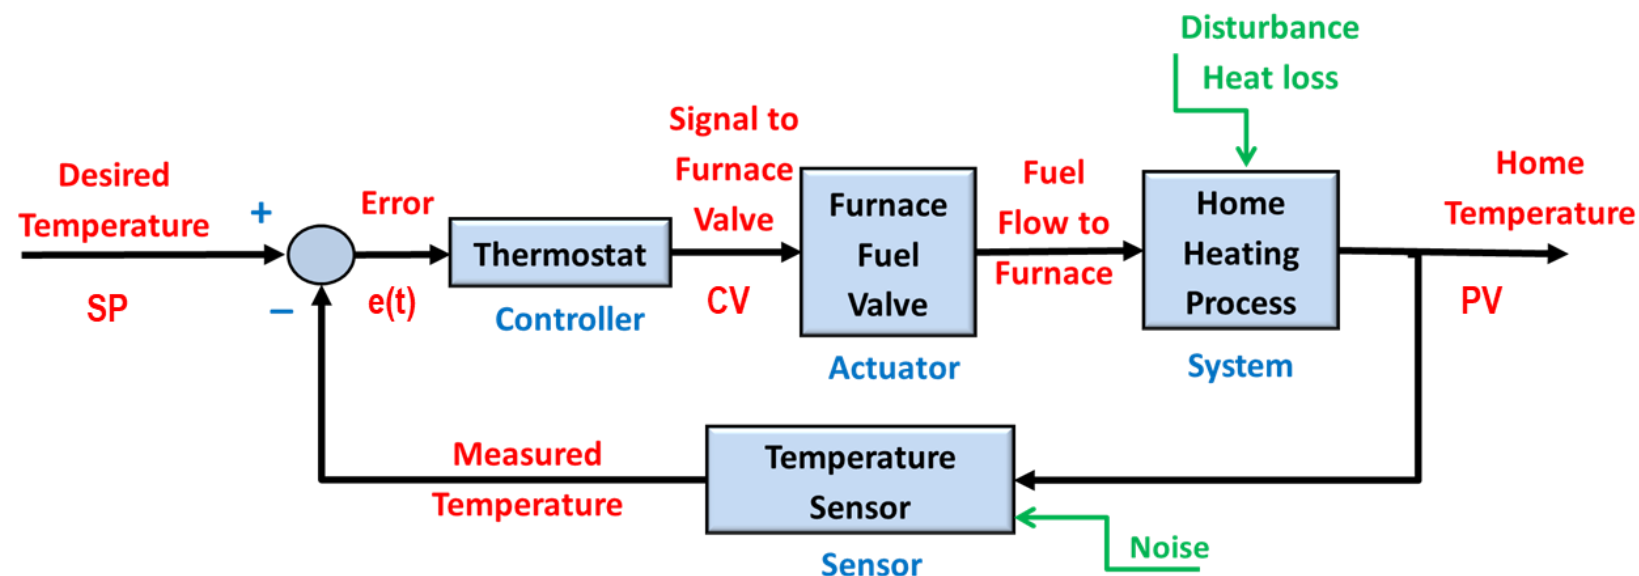 Disturbance
Heat loss
Desired
Temperature
+
SP
–
Error
e(t)
Thermostat
Controller
Signal to
Furnace
Valve
CV
Furnace
Fuel
Valve
Actuator
Fuel
Flow to
Furnace
Home
Heating
Process
System
Home
Temperature
PV
Measured
Temperature
Temperature
Sensor
Sensor
Noise